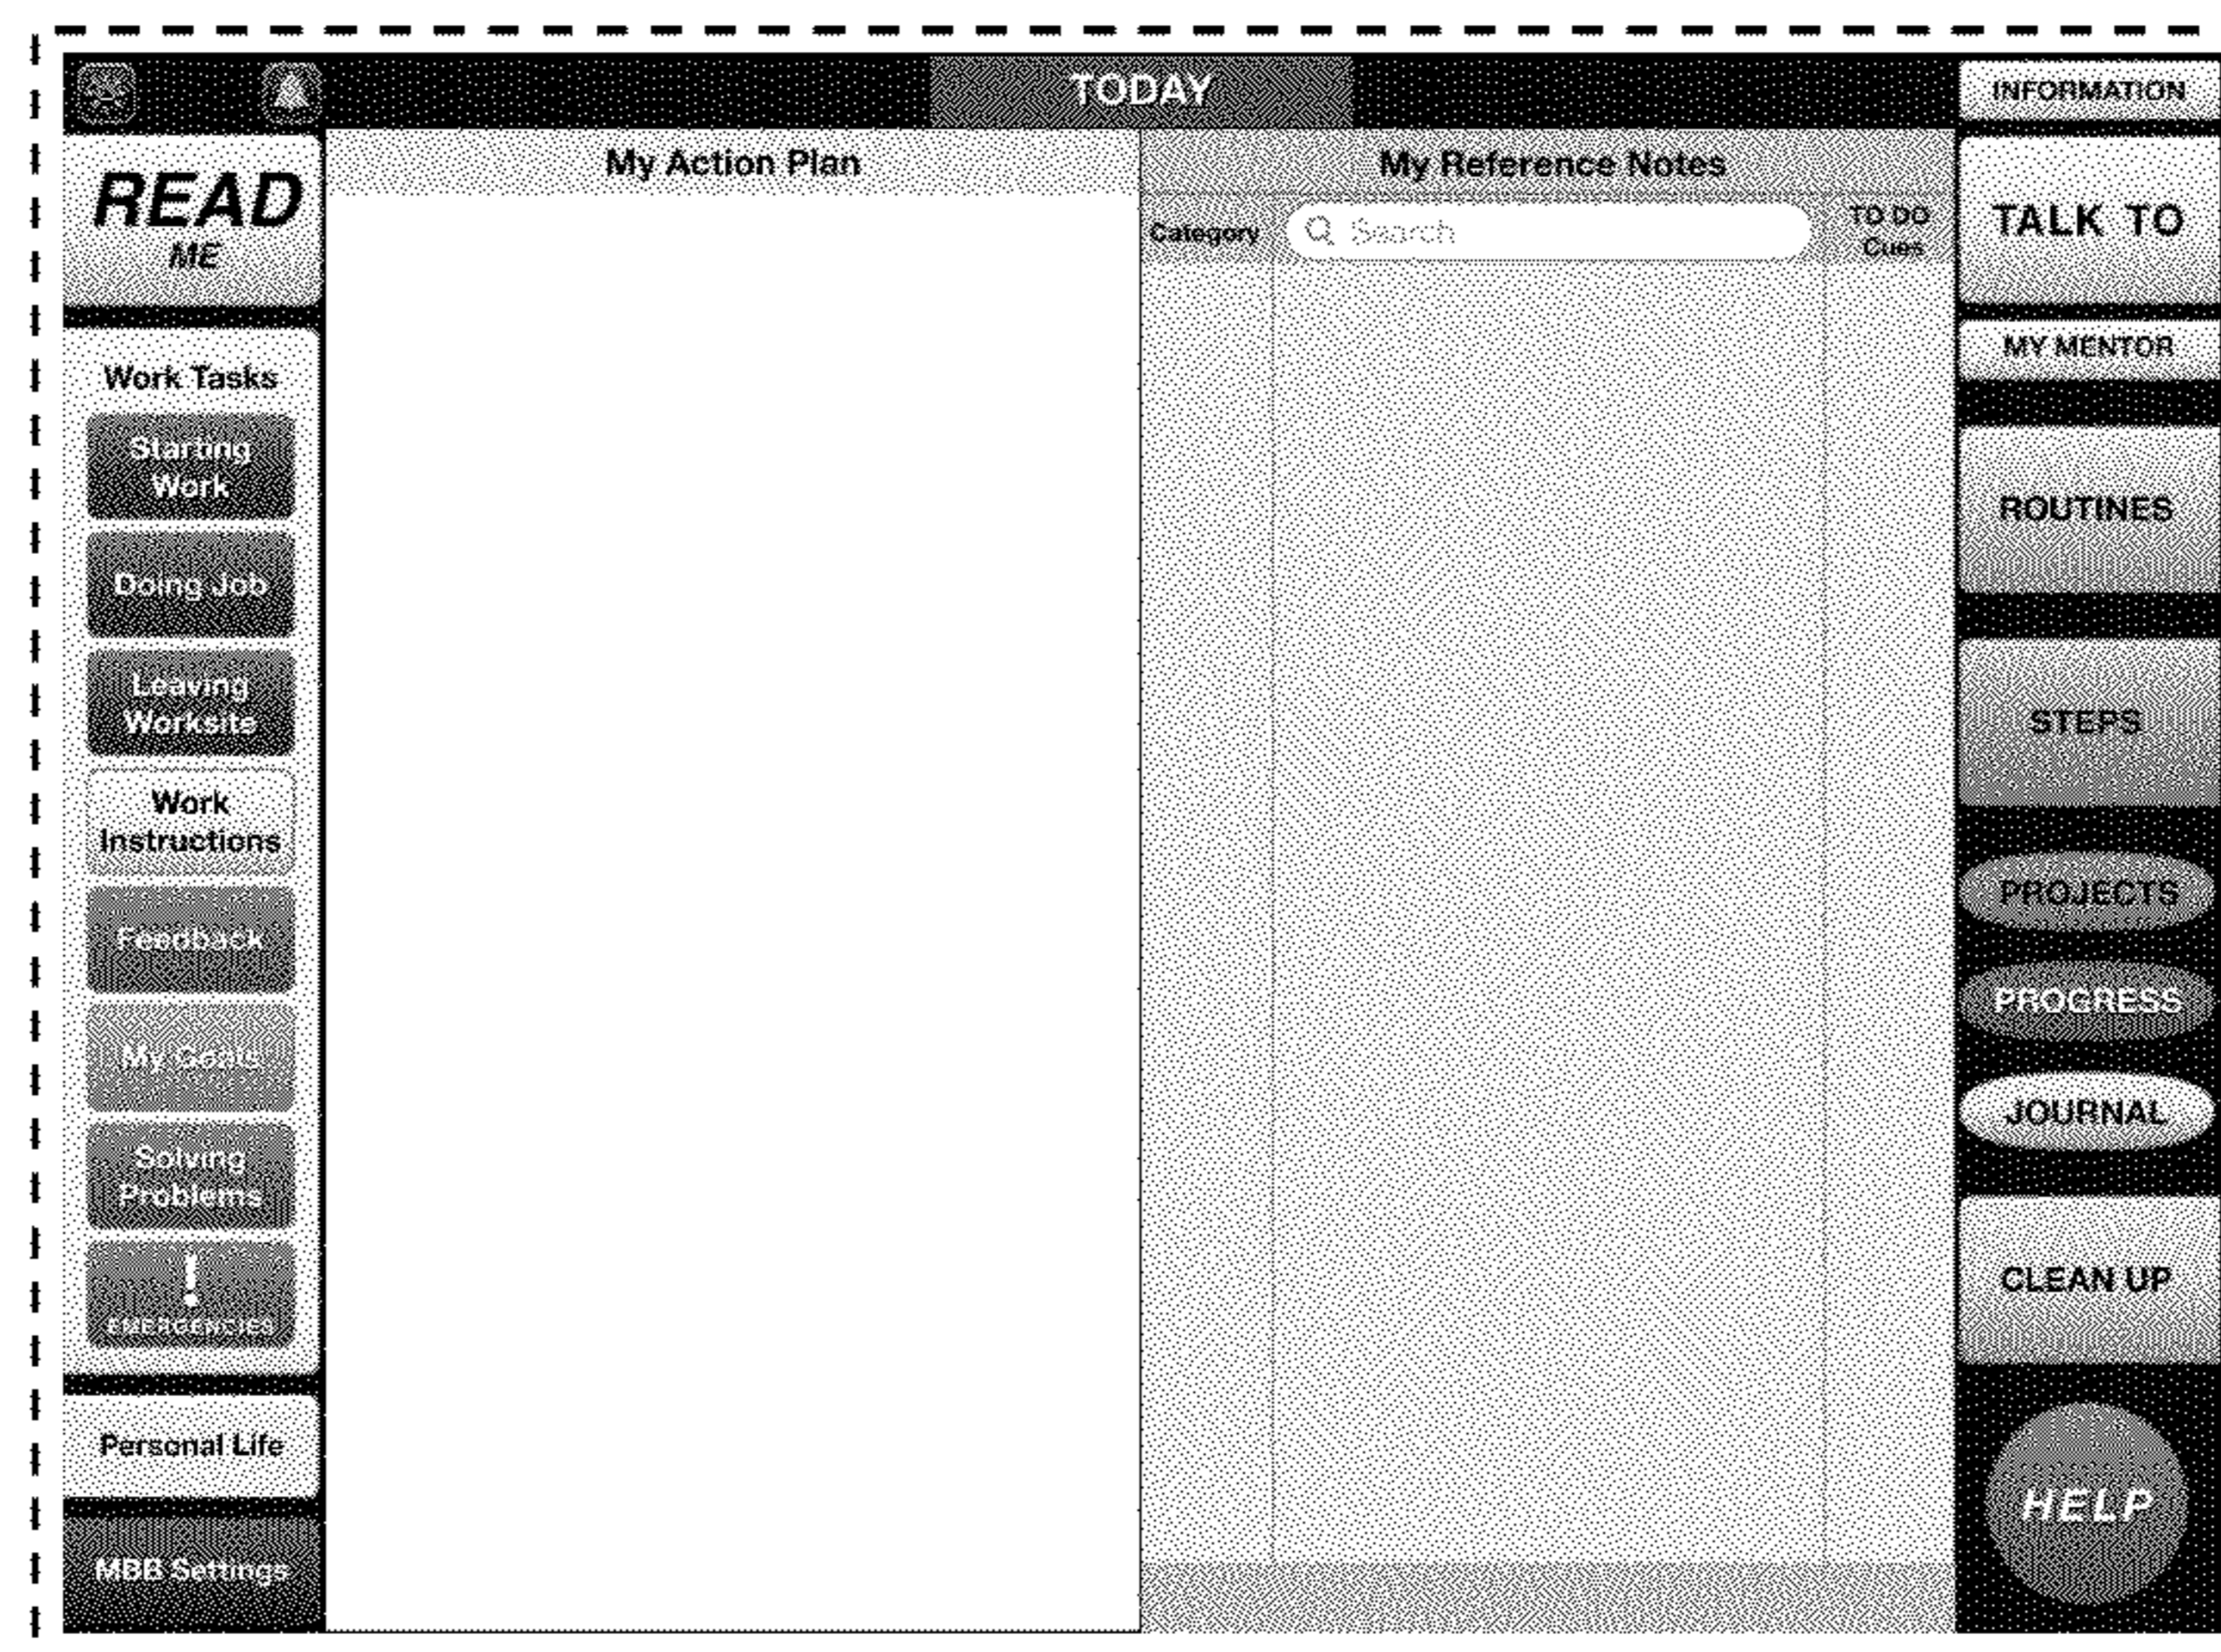 TODAY
INFORMATION
READ
ME
Work Tasks
Starting
Work
Doing Job
Leaving
Worksite
Work
Instructions
Feedback
My Goals
Solving
Problems
!
EMERGENCIES
Personal Life
MBB Settings
My Action Plan
My Reference Notes
Category
Search
TO DO
Cues
TALK TO
MY MENTOR
ROUTINES
STEPS
PROJECTS
PROGRESS
JOURNAL
CLEAN UP
HELP